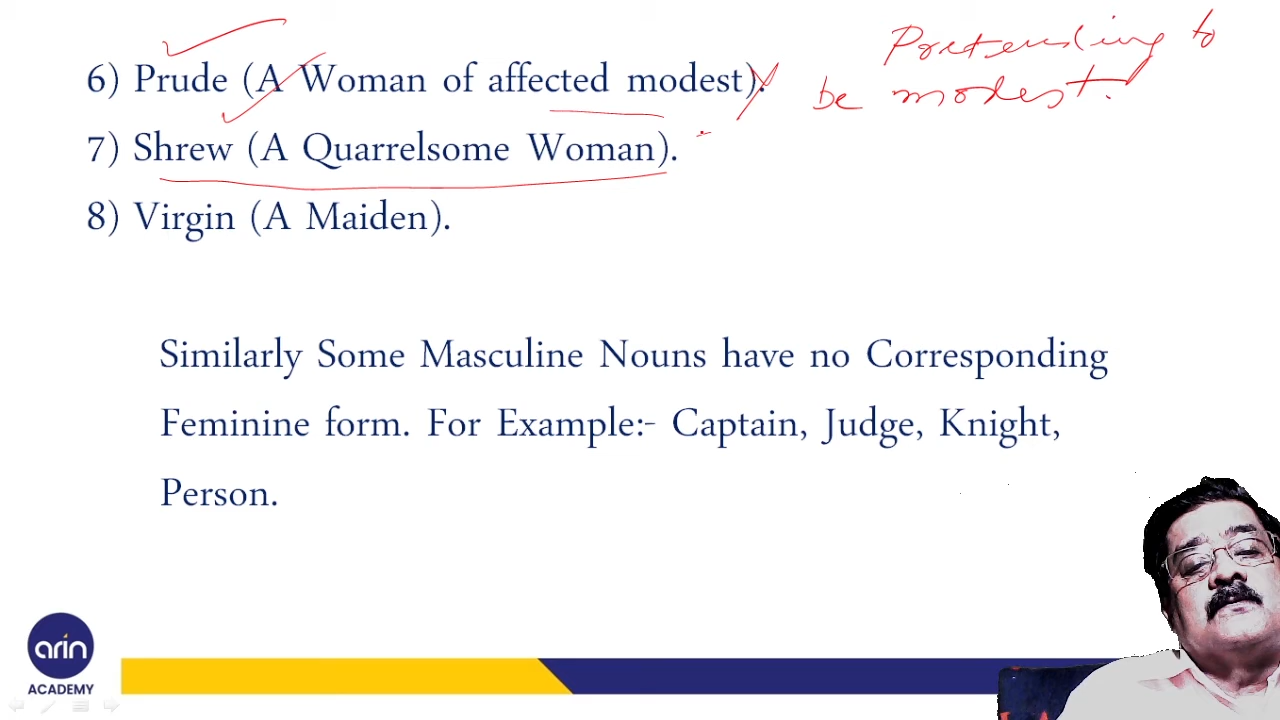 Pretending to
be modest.
6) Prude (A Woman of affected modest)y.
7) Shrew (A Quarrelsome Woman).
8) Virgin (A Maiden).
Similarly Some Masculine Nouns have no Corresponding
Feminine form. For Example:- Captain, Judge, Knight,
Person.
arin
ACADEMY